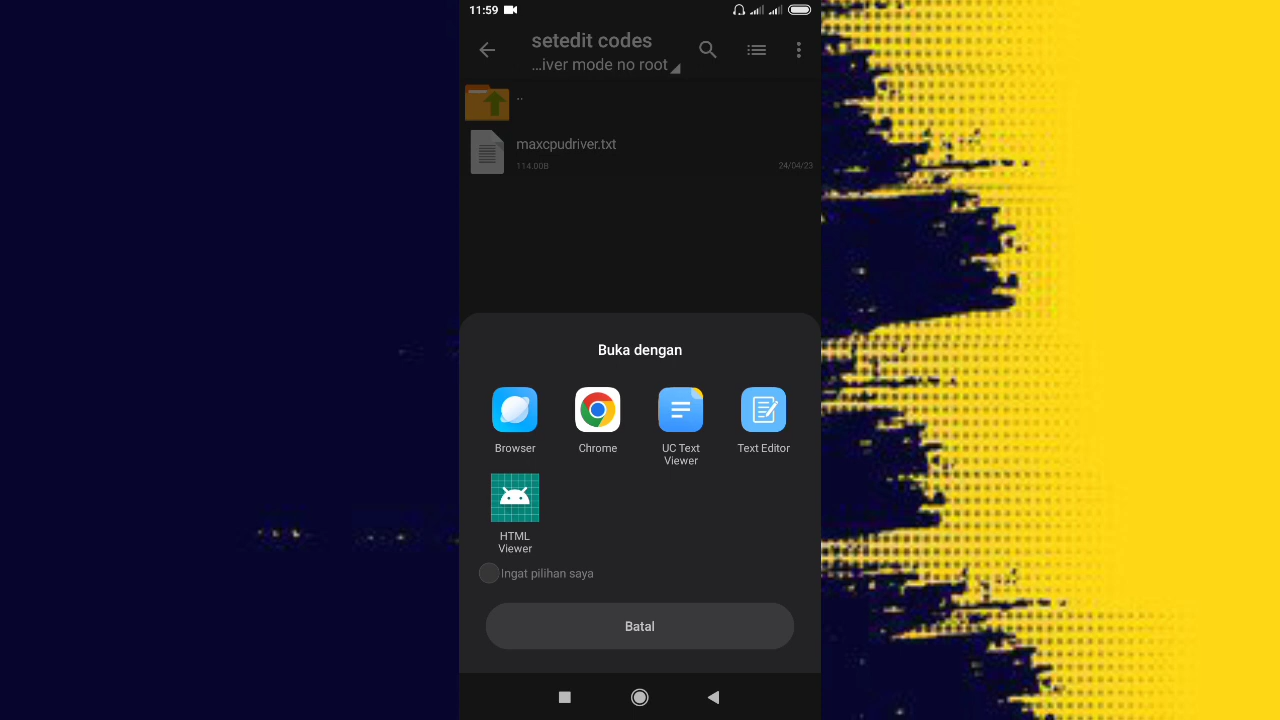 11:59
setedit codes
...iver mode no root
..
maxcpudriver.txt
114.00B
24/04/23
Buka dengan
Browser
Chrome
UC Text
Viewer
Text Editor
HTML
Viewer
Ingat pilihan saya
Batal